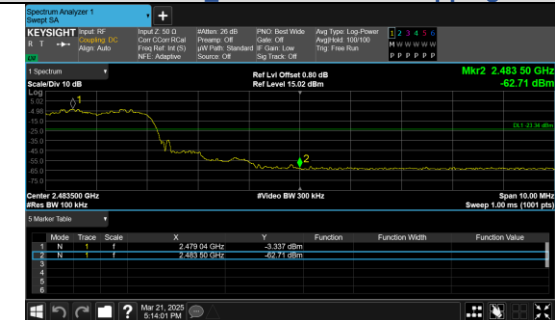 Spectrum Analyzer 1
Swept SA
+
KEYSIGHT Input: RF Input Z: 50 Ω #Atten: 26 dB PNO: Best Wide Avg Type: Log-Power 1 2 3 4 5 6
R T Coupling: DC Corr CCorr RCal Preamp: Off Gate: Off Avg|Hold: 100/100 M W W W W W
Align: Auto Freq Ref: Int (S) µW Path: Standard IF Gain: Low Trig: Free Run P P P P P P
NFE: Adaptive Source: Off Sig Track: Off
1 Spectrum Ref Lvl Offset 0.80 dB Mkr2 2.483 50 GHz
Scale/Div 10 dB Ref Level 15.02 dBm -62.71 dBm
Log
5.02
-4.98
-15.0
-25.0
-35.0
-45.0
-55.0
-65.0
-75.0
1
2
Center 2.483500 GHz #Video BW 300 kHz Span 10.00 MHz
#Res BW 100 kHz Sweep 1.00 ms (1001 pts)
5 Marker Table
Mode Trace Scale X Y Function Function Width Function Value
1 N 1 f 2.479 04 GHz -3.337 dBm
2 N 1 f 2.483 50 GHz -62.71 dBm
3
4
5
6
? Mar 21, 2025
5:14:01 PM